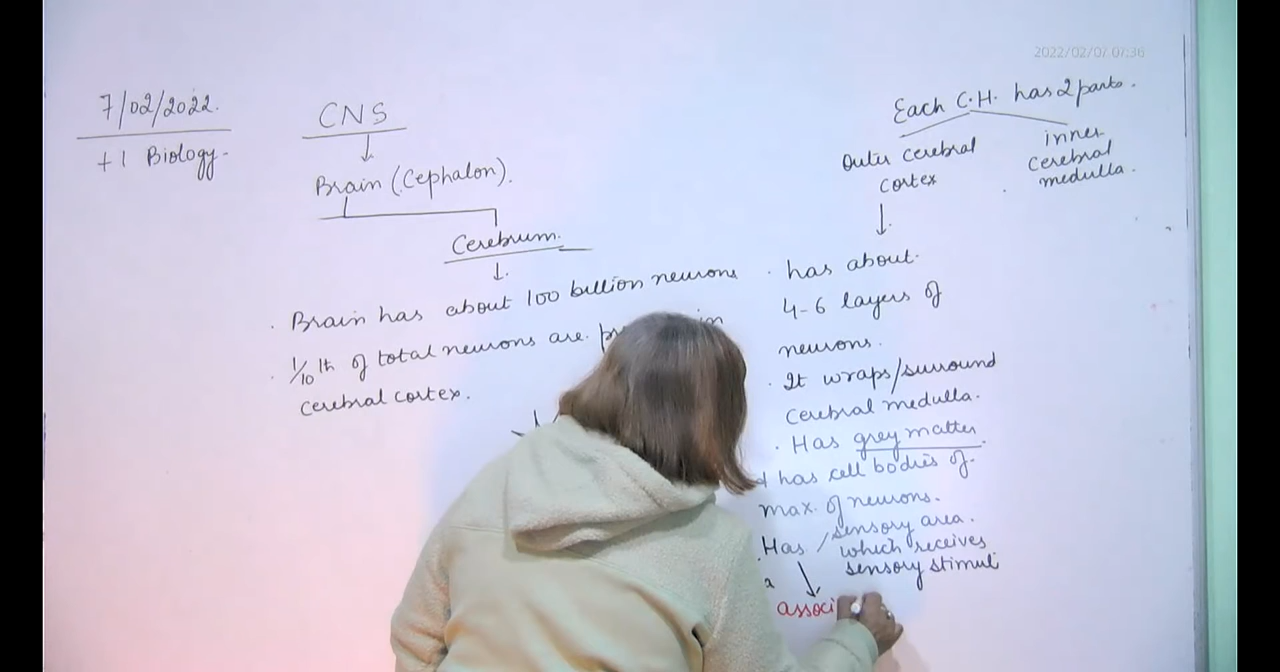 2022/02/07 07:36
7/02/2022.
+1 Biology-
CNS
Brain (Cephalon).
Cerebrum.
. Brain has about 100 billion neurons
. 1/10 th of total neurons are in
cerebral cortex.
Each C.H. has 2 parts.
Outer cerebral
cortex
inner
cerebral
medulla.
. has about
4-6 layers of
neurons.
. It wraps/surround
cerebral medulla.
. Has grey matter
has cell bodies of
max. of neurons.
. Has / sensory area.
which receives
sensory stimuli
associ